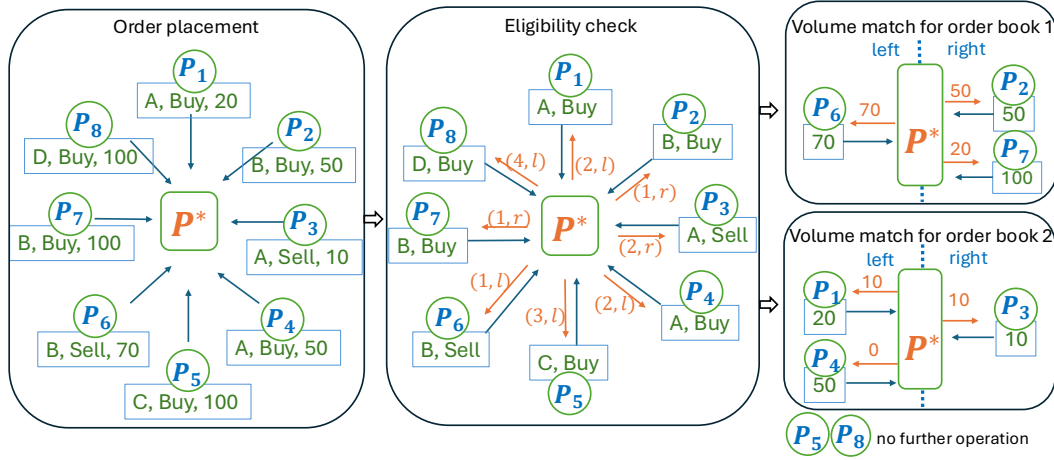 Order placement
P1
A, Buy, 20
P8
D, Buy, 100
P2
B, Buy, 50
P7
B, Buy, 100
P*
P3
A, Sell, 10
P6
B, Sell, 70
P4
A, Buy, 50
P5
C, Buy, 100
Eligibility check
P1
A, Buy
P8
D, Buy
P2
B, Buy
(4, l)
(2, l)
(1, r)
P7
B, Buy
(1, r)
P*
P3
A, Sell
(2, r)
(1, l)
(3, l)
(2, l)
P6
B, Sell
P4
A, Buy
C, Buy
P5
Volume match for order book 1
left
right
P6
70
70
P*
50
P2
50
20
P7
100
Volume match for order book 2
left
right
P1
20
10
P*
10
P3
10
P4
50
0
P5 P8 no further operation